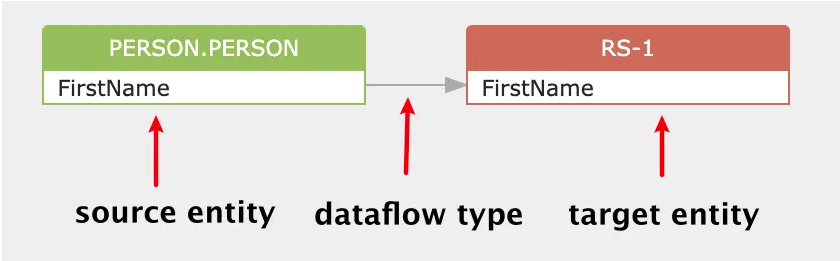 PERSON.PERSON
RS-1
FirstName
FirstName
source entity
dataflow type
target entity